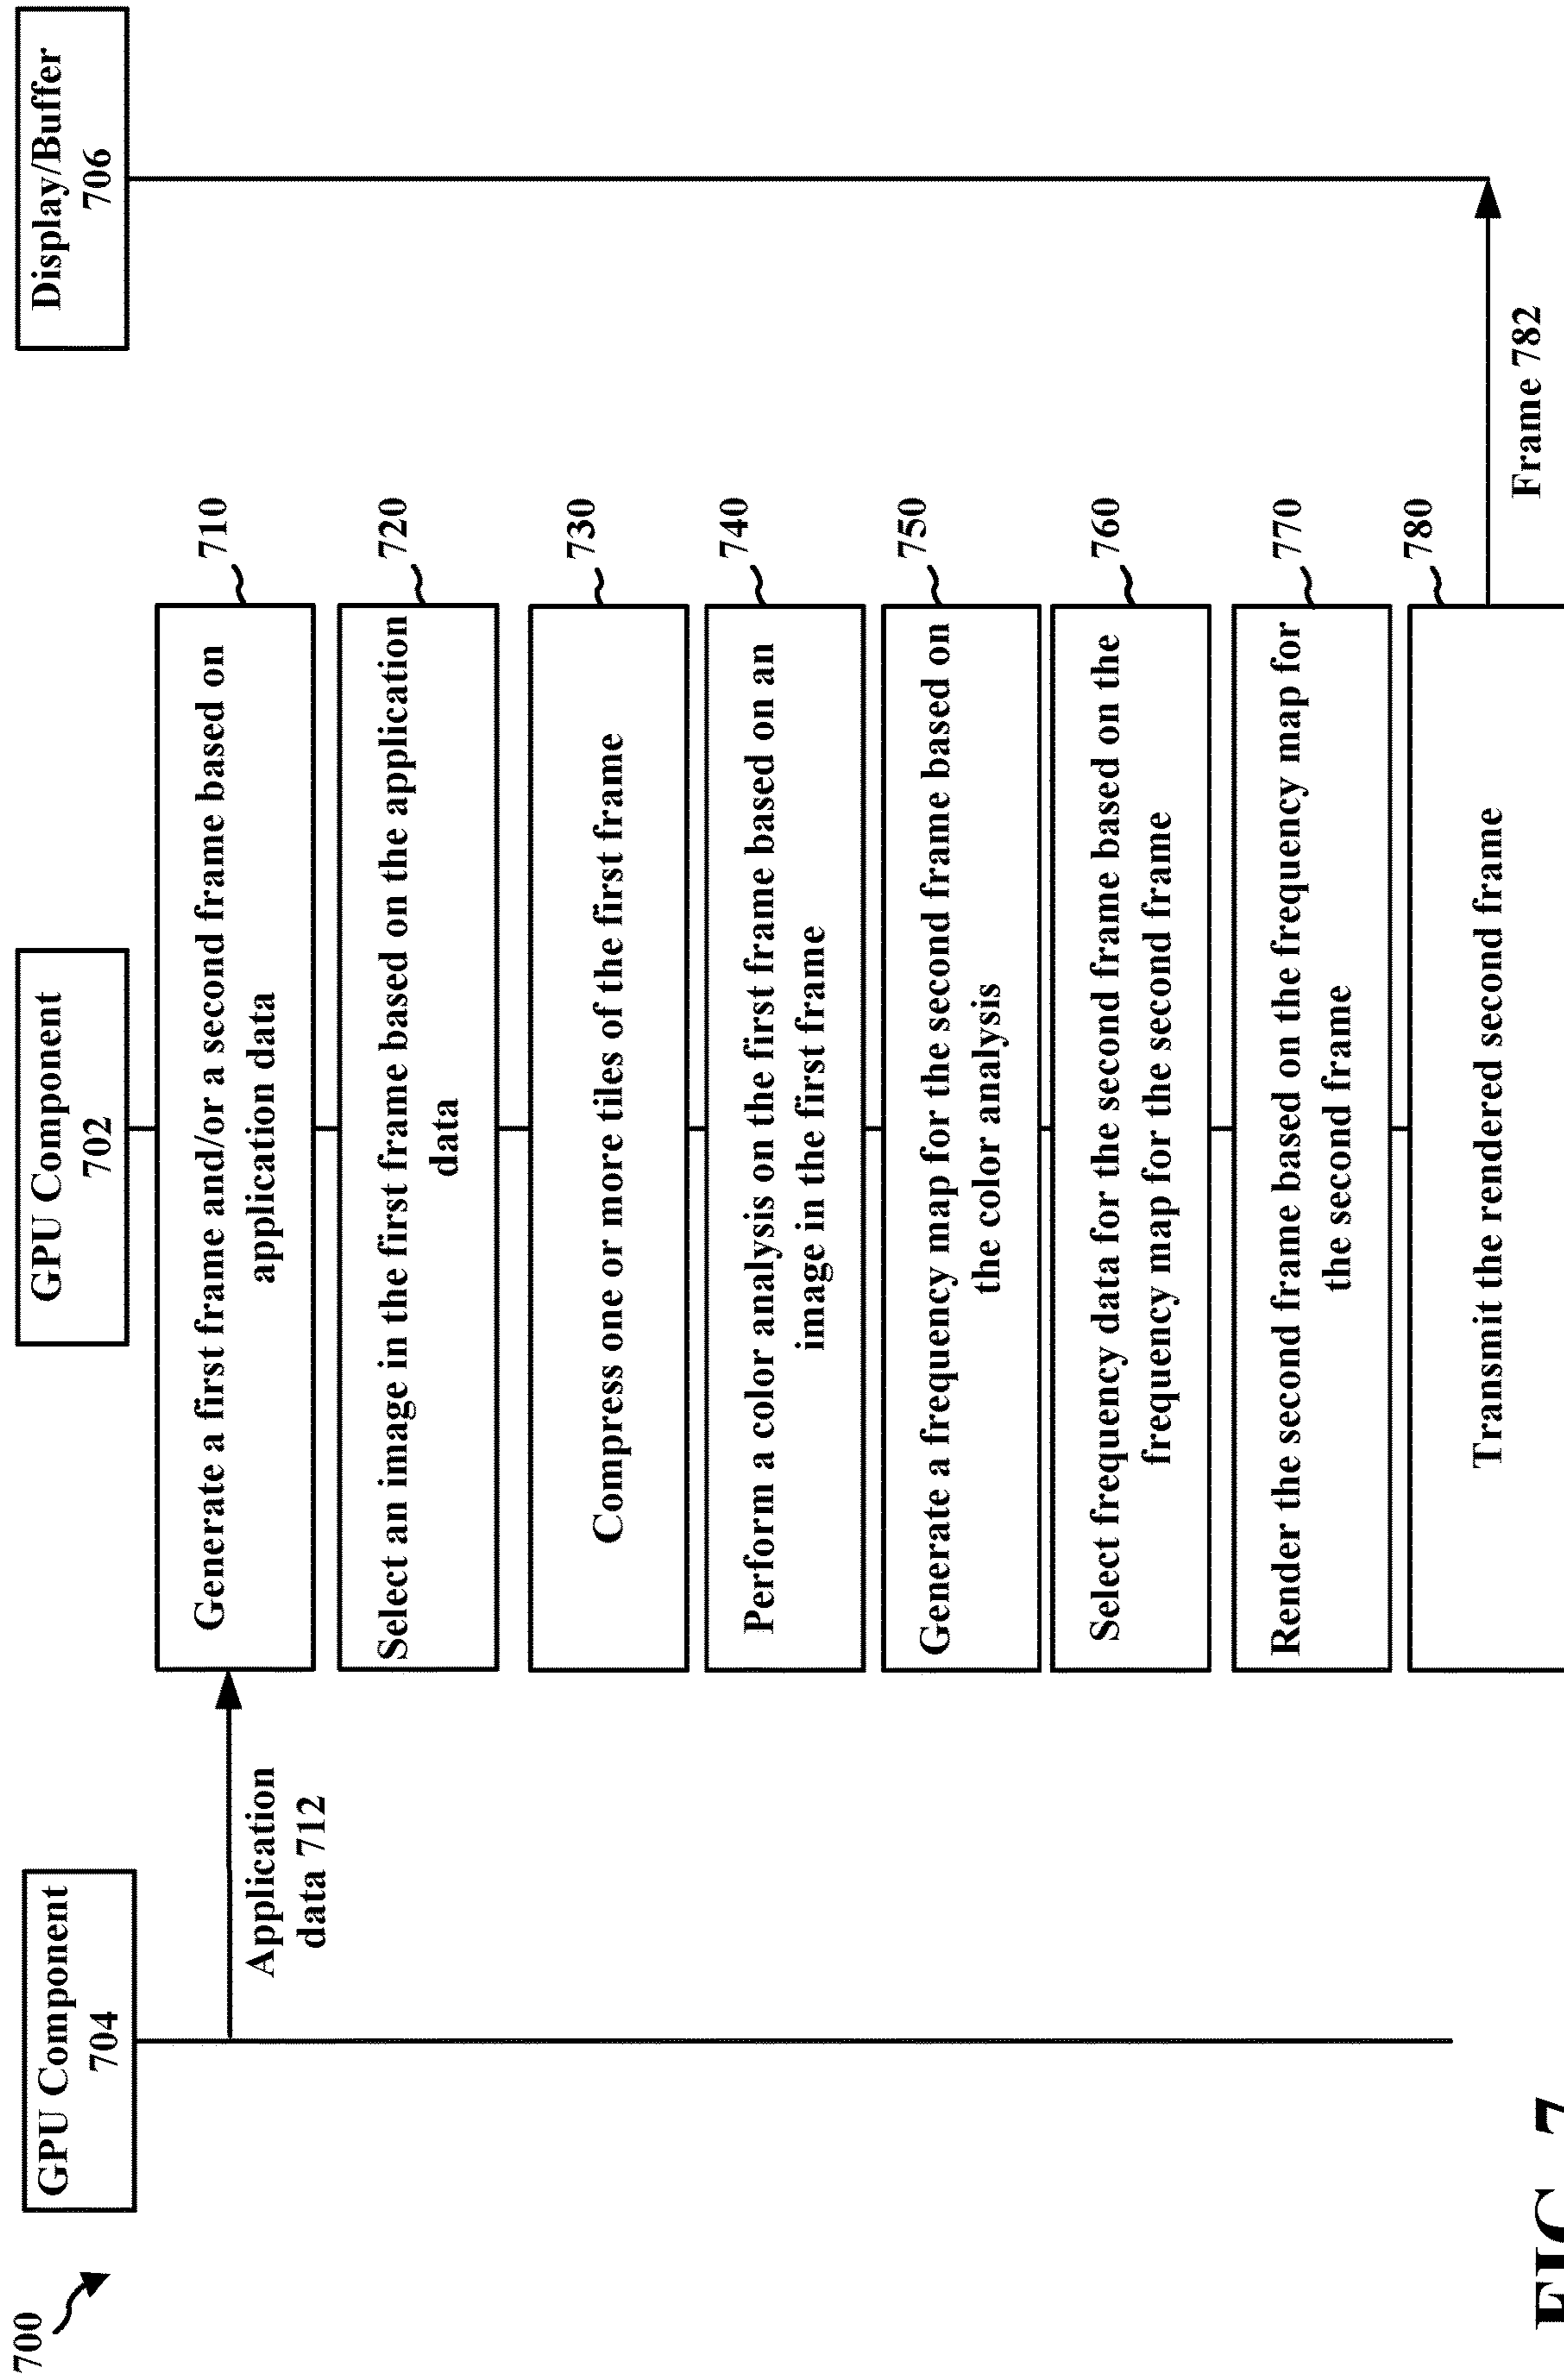 700
GPU Component
704
GPU Component
702
Display/Buffer
706
Application
data 712
Generate a first frame and/or a second frame based on
application data
710
Select an image in the first frame based on the application
data
720
Compress one or more tiles of the first frame
730
Perform a color analysis on the first frame based on an
image in the first frame
740
Generate a frequency map for the second frame based on
the color analysis
750
Select frequency data for the second frame based on the
frequency map for the second frame
760
Render the second frame based on the frequency map for
the second frame
770
Transmit the rendered second frame
780
Frame 782
FIG. 7